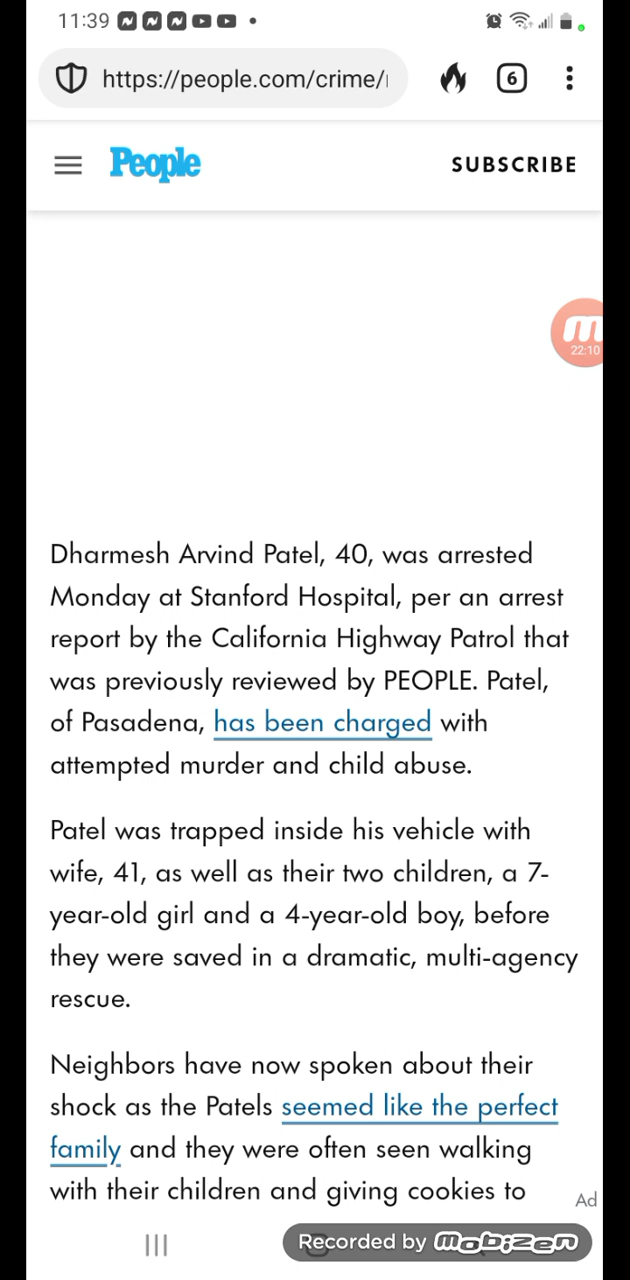 11:39
https://people.com/crime/
6
People
SUBSCRIBE
m
22:10
Dharmesh Arvind Patel, 40, was arrested
Monday at Stanford Hospital, per an arrest
report by the California Highway Patrol that
was previously reviewed by PEOPLE. Patel,
of Pasadena, has been charged with
attempted murder and child abuse.
Patel was trapped inside his vehicle with
wife, 41, as well as their two children, a 7-
year-old girl and a 4-year-old boy, before
they were saved in a dramatic, multi-agency
rescue.
Neighbors have now spoken about their
shock as the Patels seemed like the perfect
family and they were often seen walking
with their children and giving cookies to
Ad
Recorded by mobizen